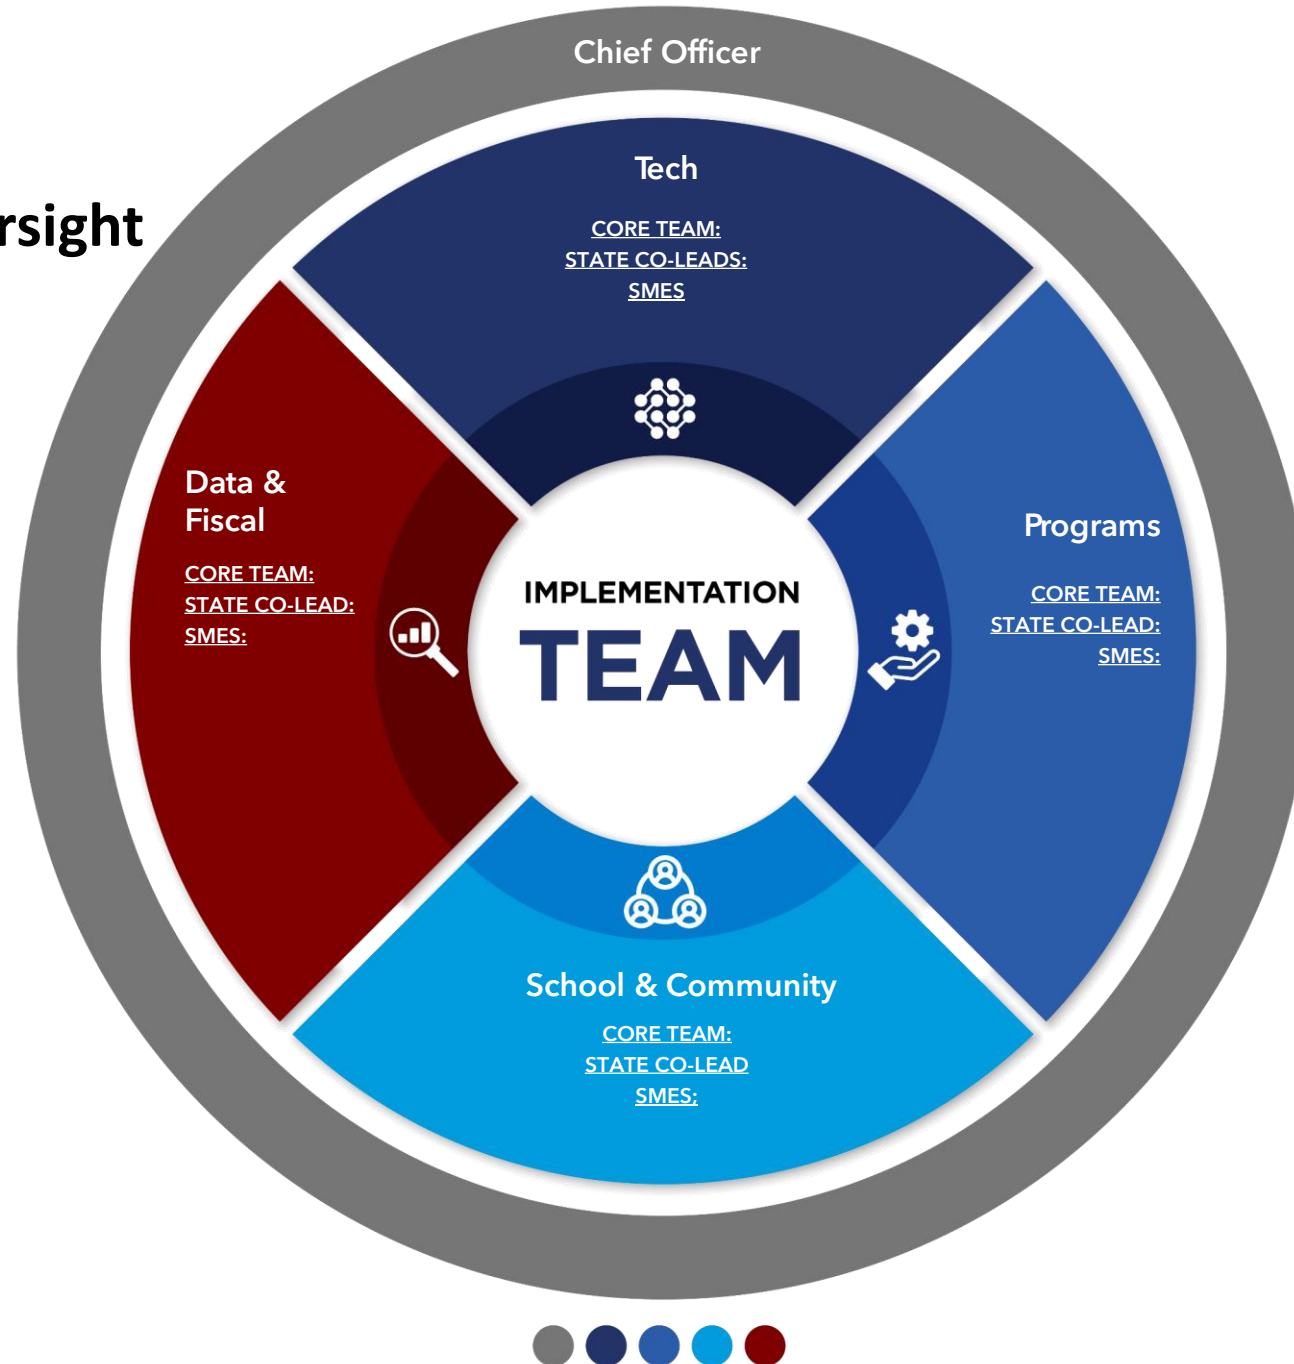 Chief Officer
Tech
CORE TEAM:
STATE CO-LEADS:
SMES
Data &
Fiscal
CORE TEAM:
STATE CO-LEAD:
SMES:
IMPLEMENTATION
TEAM
Programs
CORE TEAM:
STATE CO-LEAD:
SMES:
School & Community
CORE TEAM:
STATE CO-LEAD
SMES;